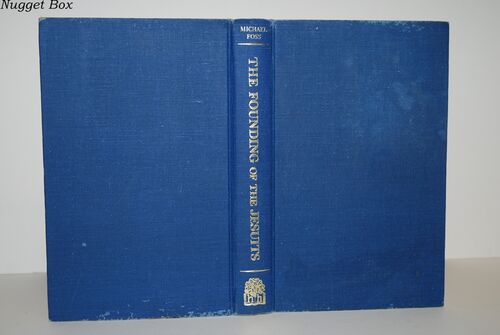 Nugget Box
MICHAEL
FOSS
THE FOUNDING OF THE JESUITS